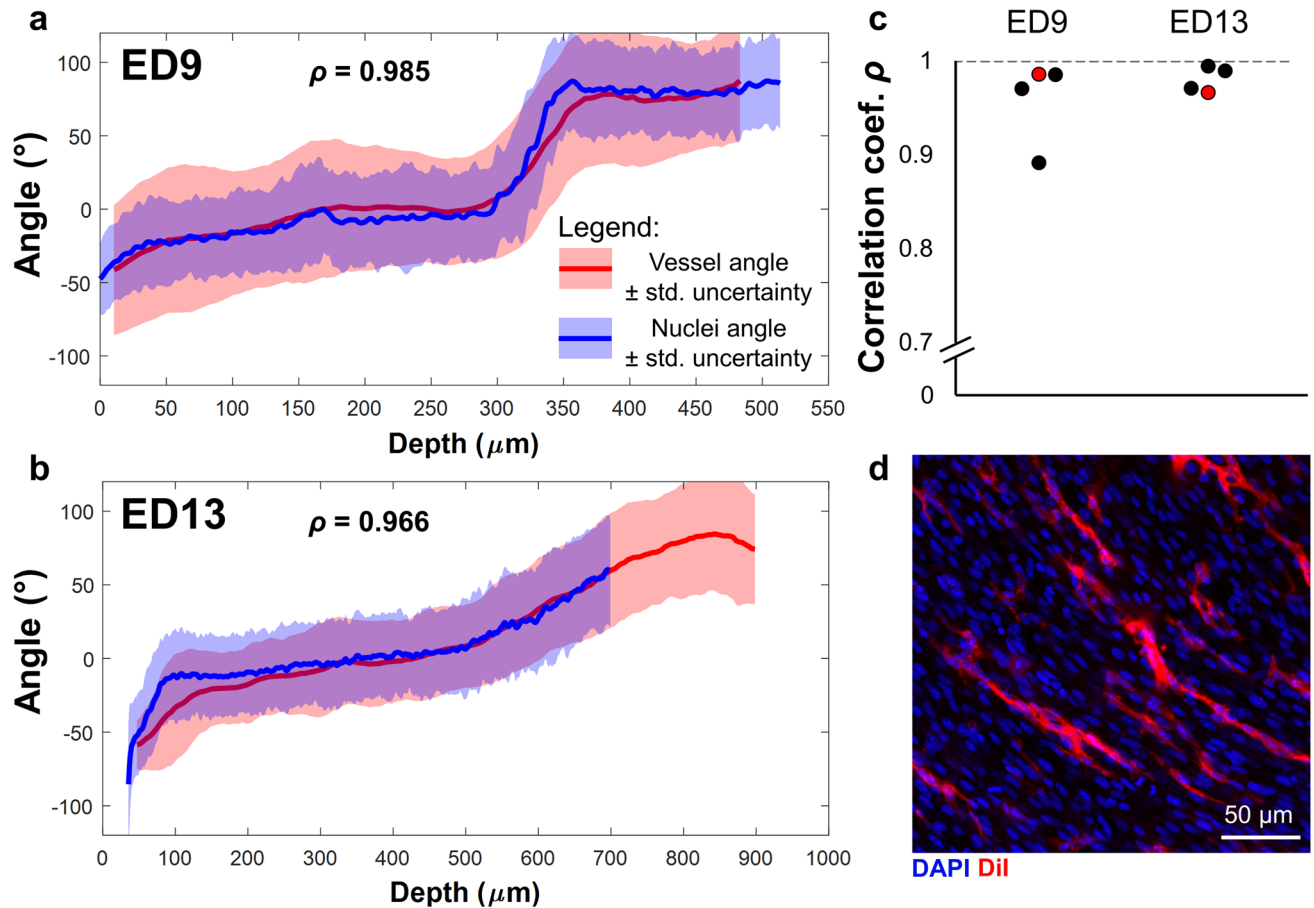 a
ED9
ρ = 0.985
Angle (°)
100
50
0
-50
-100
Legend:
Vessel angle
± std. uncertainty
Nuclei angle
± std. uncertainty
0 50 100 150 200 250 300 350 400 450 500 550
Depth (μm)
b
ED13
ρ = 0.966
Angle (°)
100
50
0
-50
-100
0 100 200 300 400 500 600 700 800 900 1000
Depth (μm)
c
ED9 ED13
Correlation coef. ρ
1
0.9
0.8
0.7
0
d
50 μm
DAPI DiI